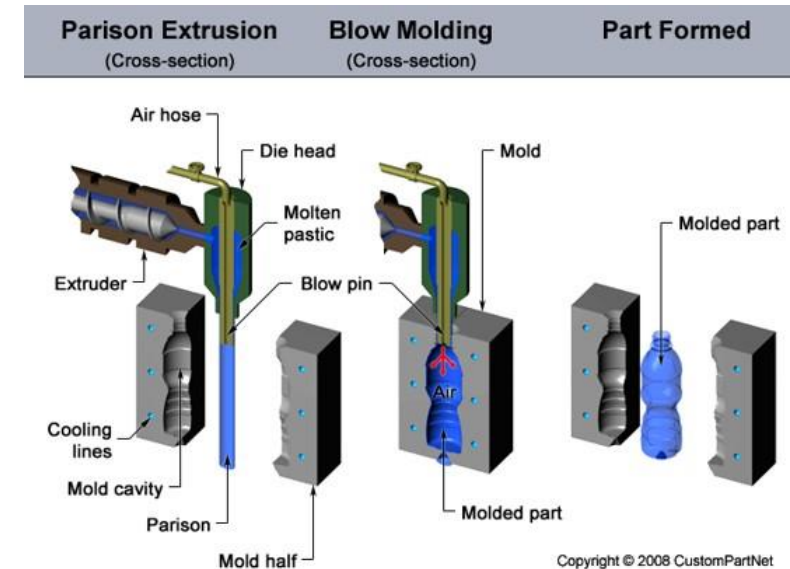 Parison Extrusion
(Cross-section)
Blow Molding
(Cross-section)
Part Formed
Air hose
Die head
Mold
Molten
pastic
Molded part
Extruder
Blow pin
Air
Cooling
lines
Mold cavity
Parison
Molded part
Mold half
Copyright © 2008 CustomPartNet